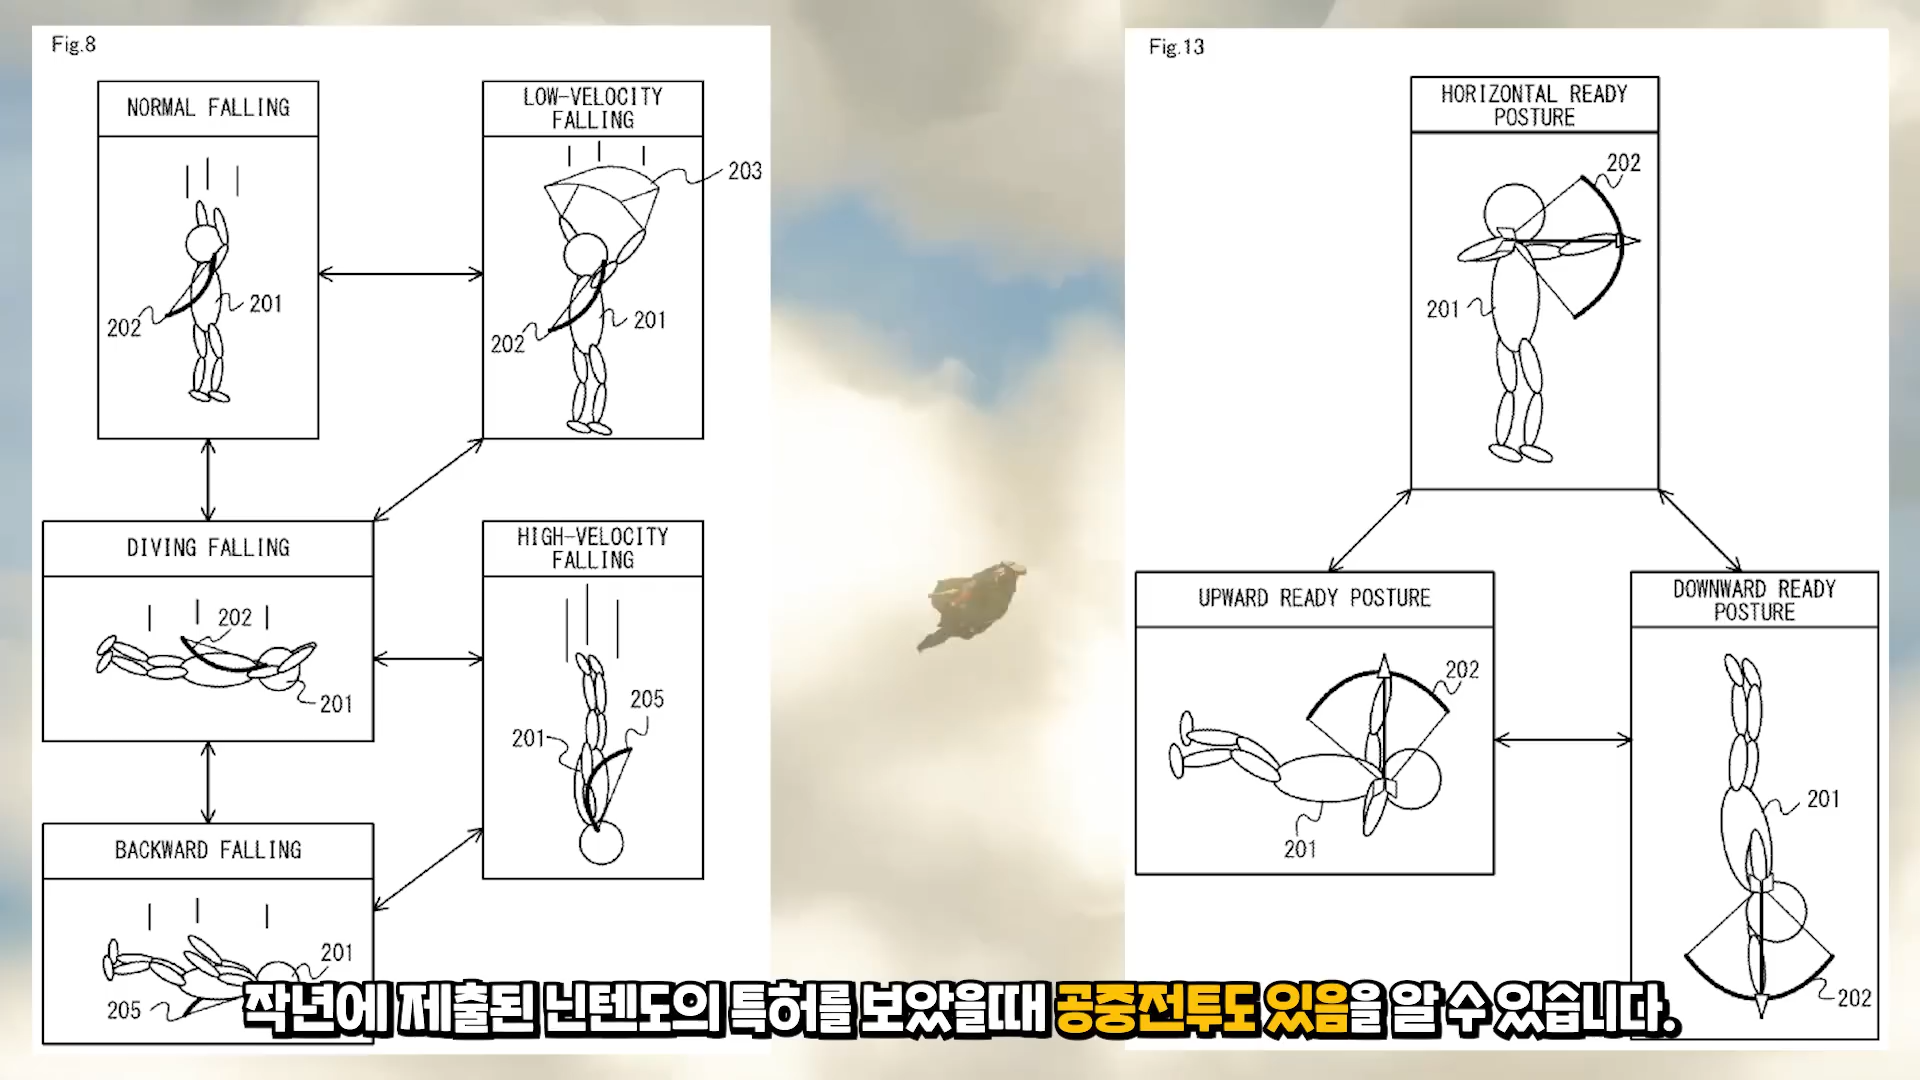 Fig.8
NORMAL FALLING
202
201
LOW-VELOCITY
FALLING
203
202
201
DIVING FALLING
202
201
HIGH-VELOCITY
FALLING
205
201
BACKWARD FALLING
201
205
Fig.13
HORIZONTAL READY
POSTURE
202
201
UPWARD READY POSTURE
202
201
DOWNWARD READY
POSTURE
201
202
작년에 제출된 닌텐도의 특허를 보았을때 공중전투도 있음을 알 수 있습니다.